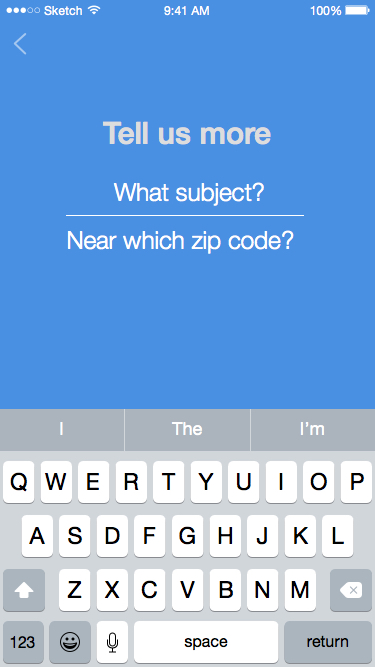 Sketch 9:41 AM 100%
Tell us more
What subject?
Near which zip code?
I The I'm
Q W E R T Y U I O P
A S D F G H J K L
Z X C V B N M
123 space return